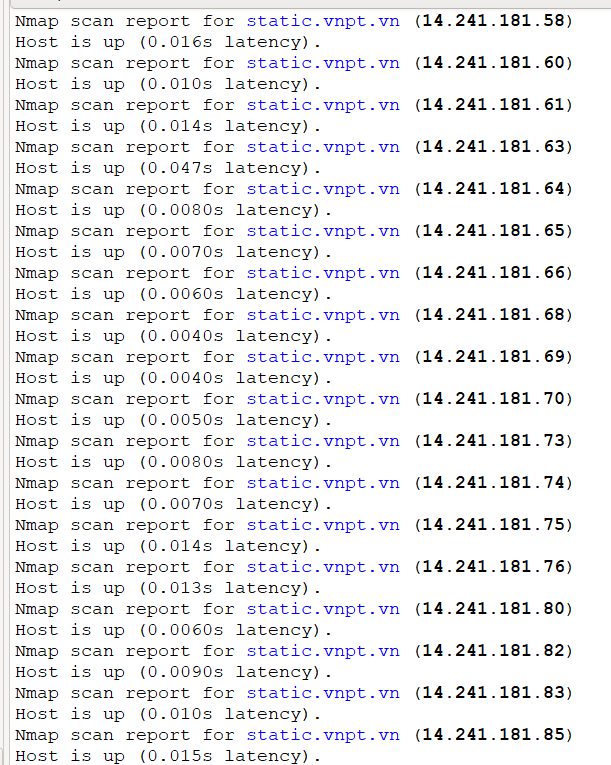 Nmap scan report for static.vnpt.vn (14.241.181.58)
Host is up (0.016s latency).
Nmap scan report for static.vnpt.vn (14.241.181.60)
Host is up (0.010s latency).
Nmap scan report for static.vnpt.vn (14.241.181.61)
Host is up (0.014s latency).
Nmap scan report for static.vnpt.vn (14.241.181.63)
Host is up (0.047s latency).
Nmap scan report for static.vnpt.vn (14.241.181.64)
Host is up (0.0080s latency).
Nmap scan report for static.vnpt.vn (14.241.181.65)
Host is up (0.0070s latency).
Nmap scan report for static.vnpt.vn (14.241.181.66)
Host is up (0.0060s latency).
Nmap scan report for static.vnpt.vn (14.241.181.68)
Host is up (0.0040s latency).
Nmap scan report for static.vnpt.vn (14.241.181.69)
Host is up (0.0040s latency).
Nmap scan report for static.vnpt.vn (14.241.181.70)
Host is up (0.0050s latency).
Nmap scan report for static.vnpt.vn (14.241.181.73)
Host is up (0.0080s latency).
Nmap scan report for static.vnpt.vn (14.241.181.74)
Host is up (0.0070s latency).
Nmap scan report for static.vnpt.vn (14.241.181.75)
Host is up (0.014s latency).
Nmap scan report for static.vnpt.vn (14.241.181.76)
Host is up (0.013s latency).
Nmap scan report for static.vnpt.vn (14.241.181.80)
Host is up (0.0060s latency).
Nmap scan report for static.vnpt.vn (14.241.181.82)
Host is up (0.0090s latency).
Nmap scan report for static.vnpt.vn (14.241.181.83)
Host is up (0.010s latency).
Nmap scan report for static.vnpt.vn (14.241.181.85)
Host is up (0.015s latency).